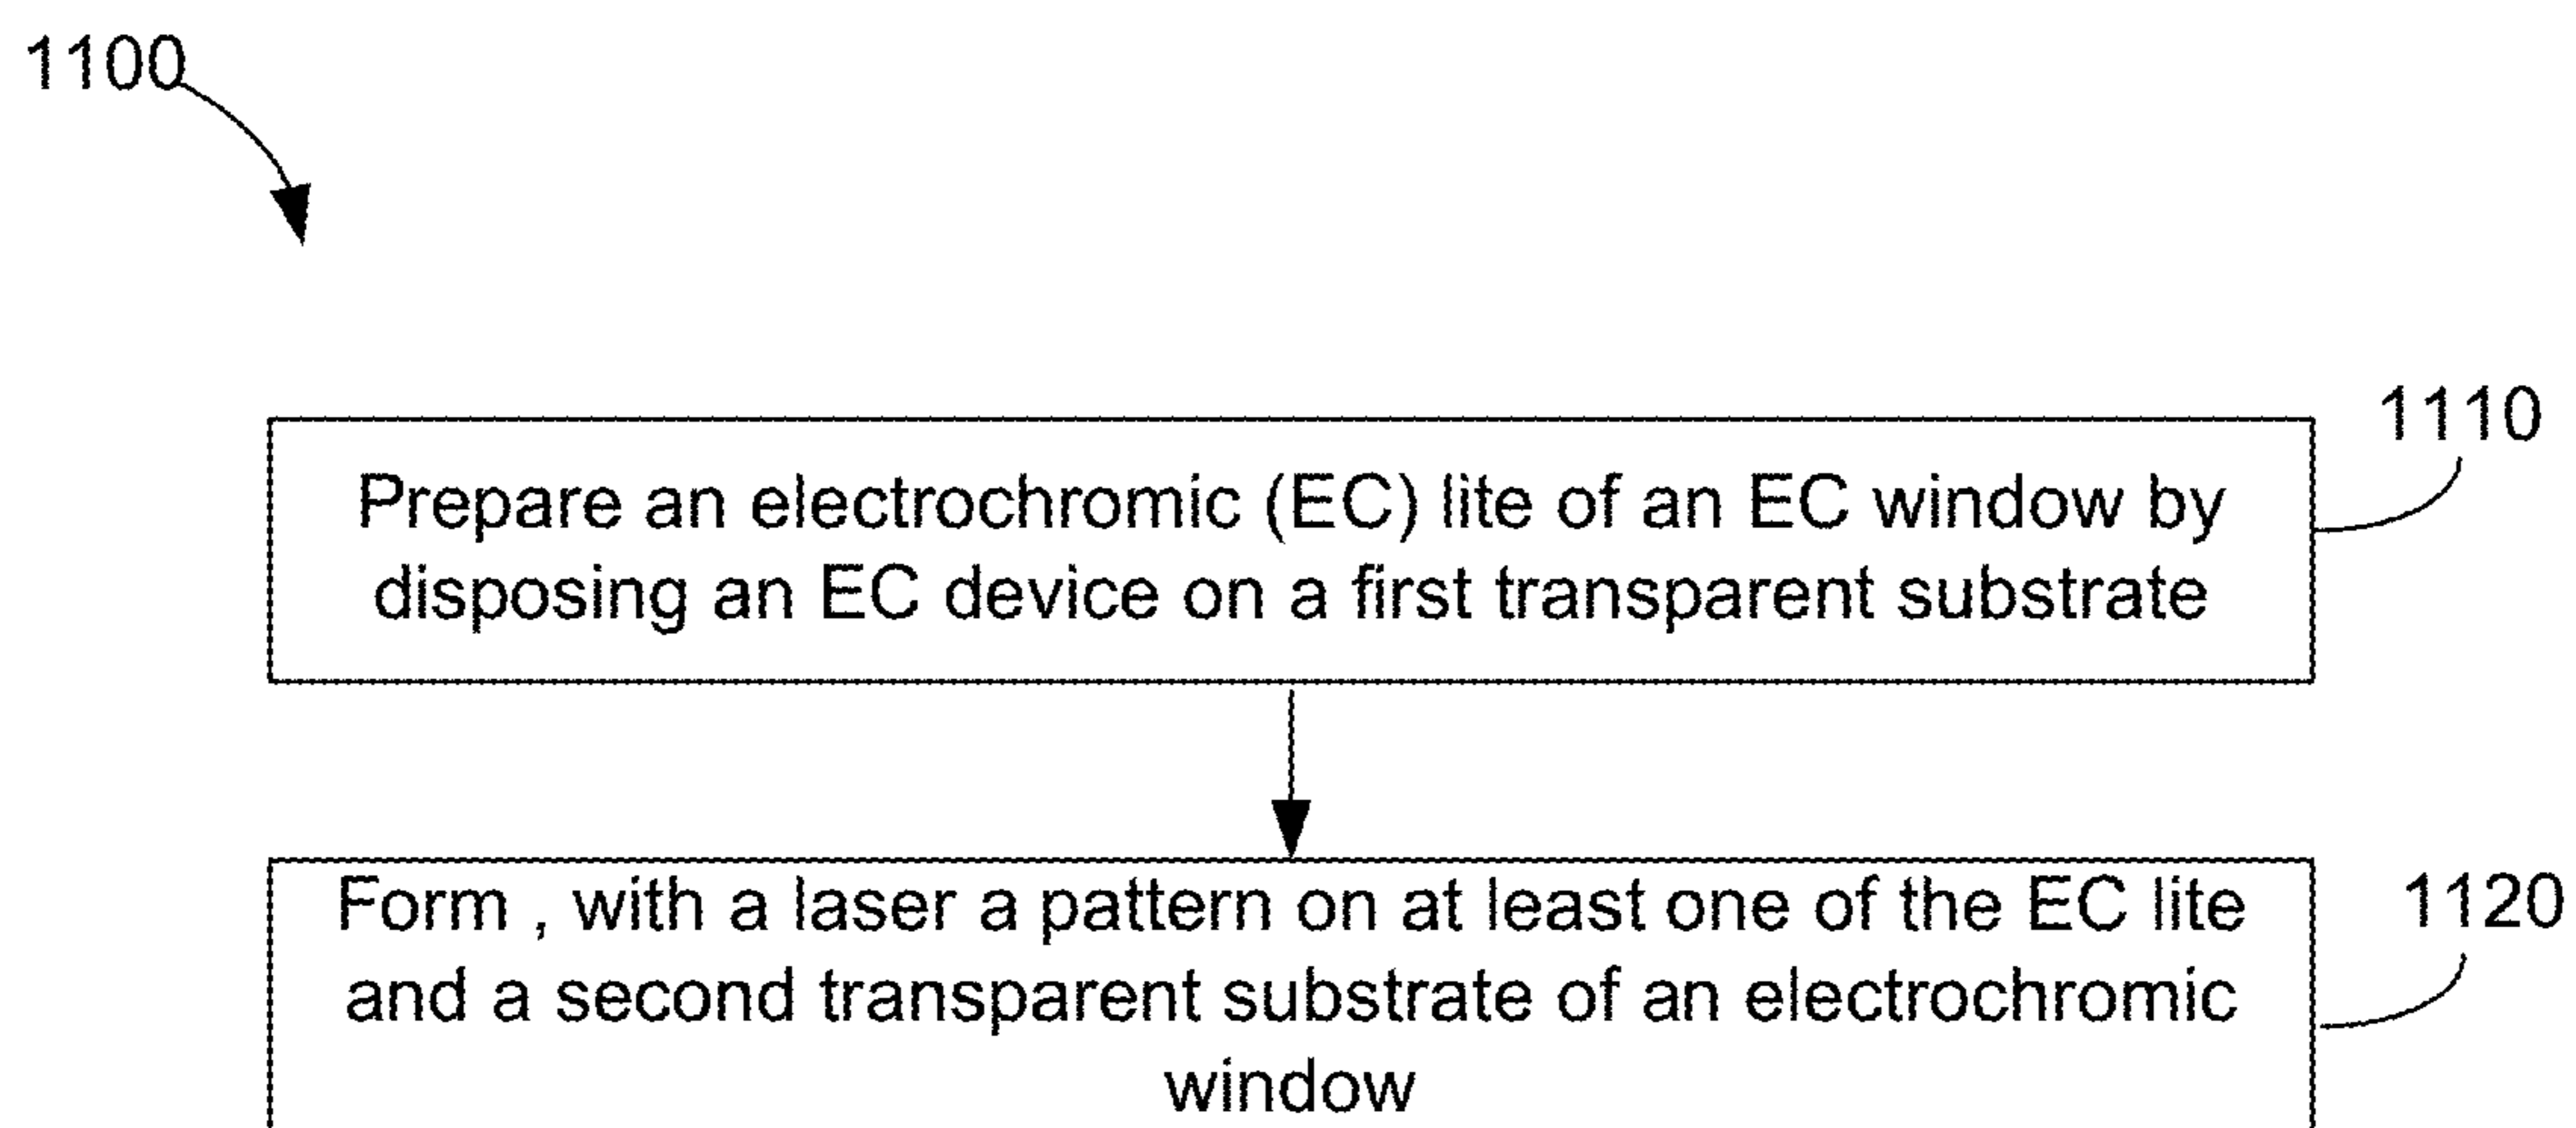 1100
1110
Prepare an electrochromic (EC) lite of an EC window by
disposing an EC device on a first transparent substrate
1120
Form , with a laser a pattern on at least one of the EC lite
and a second transparent substrate of an electrochromic
window